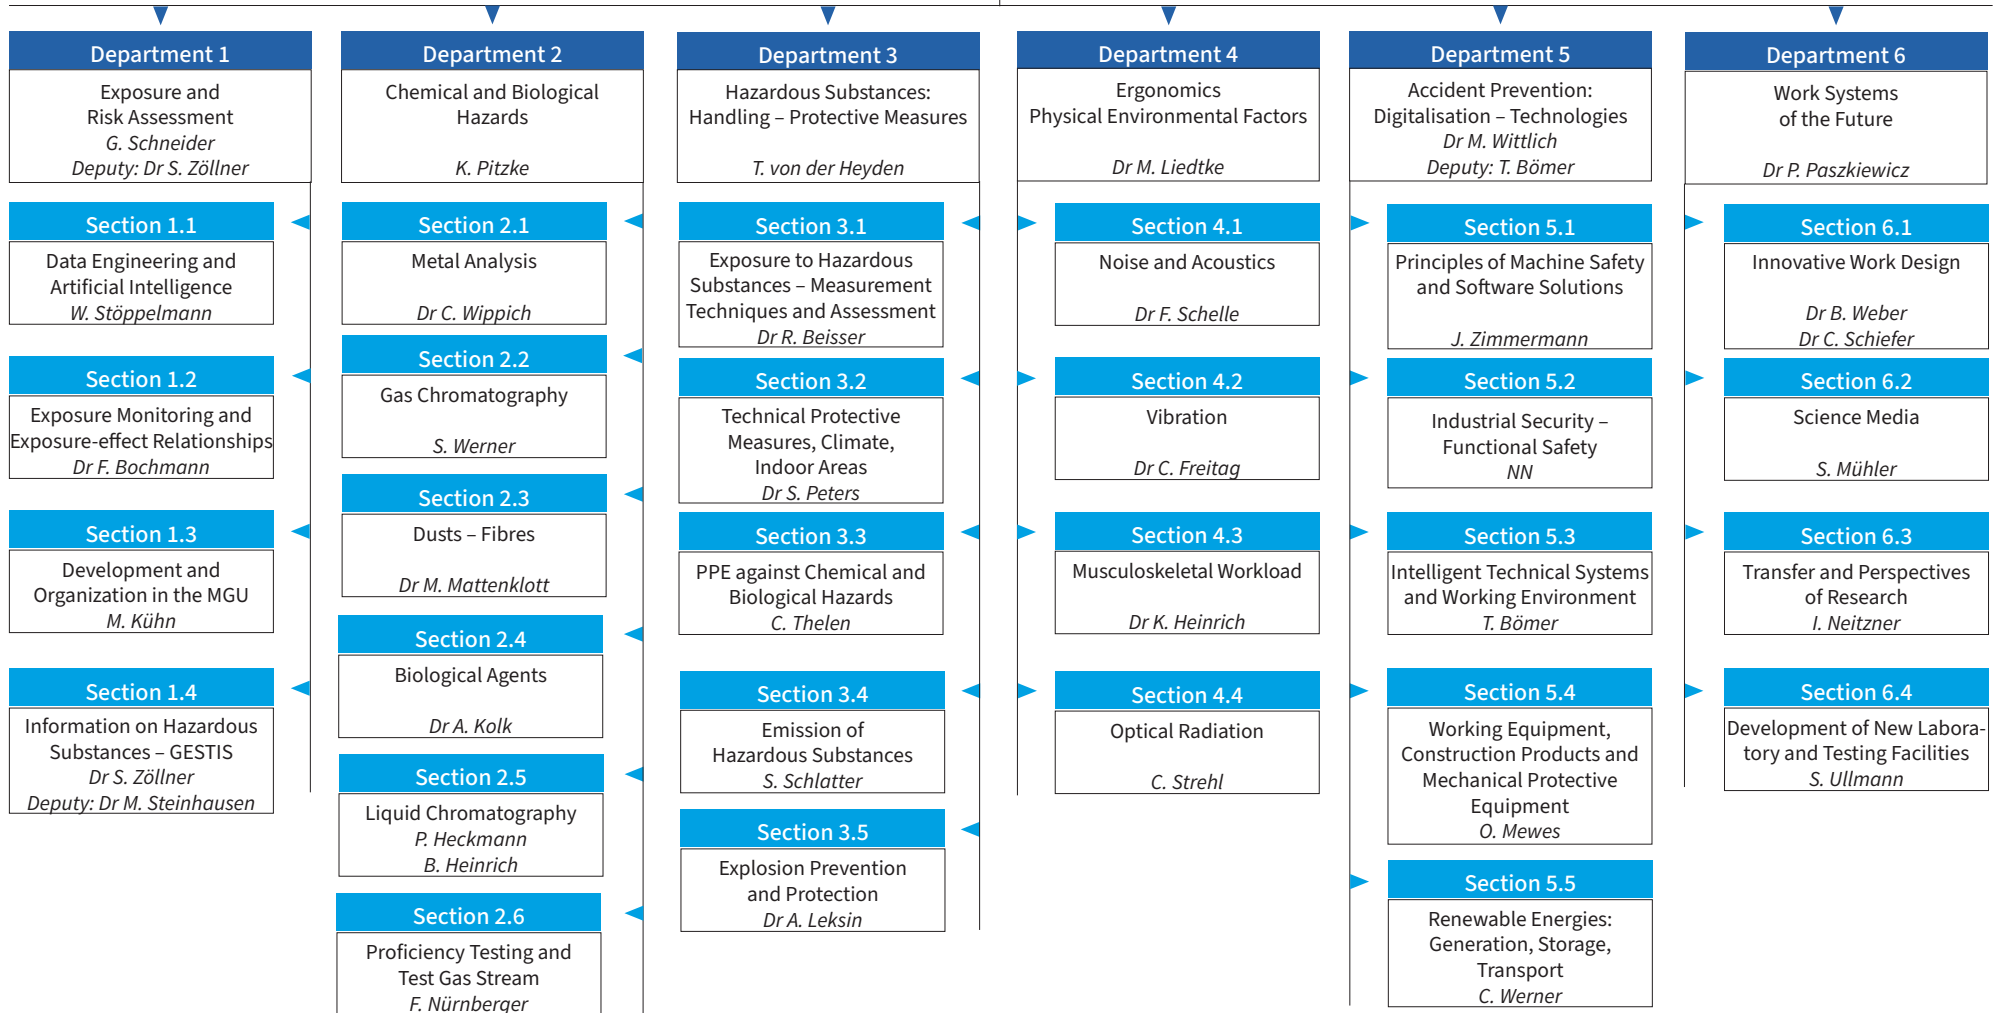 Department 1
Exposure and
Risk Assessment
G. Schneider
Deputy: Dr S. Zöllner
Section 1.1
Data Engineering and
Artificial Intelligence
W. Stöppelmann
Section 1.2
Exposure Monitoring and
Exposure-effect Relationships
Dr F. Bochmann
Section 1.3
Development and
Organization in the MGU
M. Kühn
Section 1.4
Information on Hazardous
Substances – GESTIS
Dr S. Zöllner
Deputy: Dr M. Steinhausen
Department 2
Chemical and Biological
Hazards
K. Pitzke
Section 2.1
Metal Analysis
Dr C. Wippich
Section 2.2
Gas Chromatography
S. Werner
Section 2.3
Dusts – Fibres
Dr M. Mattenklott
Section 2.4
Biological Agents
Dr A. Kolk
Section 2.5
Liquid Chromatography
P. Heckmann
B. Heinrich
Section 2.6
Proficiency Testing and
Test Gas Stream
F. Nürnberger
Department 3
Hazardous Substances:
Handling – Protective Measures
T. von der Heyden
Section 3.1
Exposure to Hazardous
Substances – Measurement
Techniques and Assessment
Dr R. Beisser
Section 3.2
Technical Protective
Measures, Climate,
Indoor Areas
Dr S. Peters
Section 3.3
PPE against Chemical and
Biological Hazards
C. Thelen
Section 3.4
Emission of
Hazardous Substances
S. Schlatter
Section 3.5
Explosion Prevention
and Protection
Dr A. Leksin
Department 4
Ergonomics
Physical Environmental Factors
Dr M. Liedtke
Section 4.1
Noise and Acoustics
Dr F. Schelle
Section 4.2
Vibration
Dr C. Freitag
Section 4.3
Musculoskeletal Workload
Dr K. Heinrich
Section 4.4
Optical Radiation
C. Strehl
Department 5
Accident Prevention:
Digitalisation – Technologies
Dr M. Wittlich
Deputy: T. Bömer
Section 5.1
Principles of Machine Safety
and Software Solutions
J. Zimmermann
Section 5.2
Industrial Security –
Functional Safety
NN
Section 5.3
Intelligent Technical Systems
and Working Environment
T. Bömer
Section 5.4
Working Equipment,
Construction Products and
Mechanical Protective
Equipment
O. Mewes
Section 5.5
Renewable Energies:
Generation, Storage,
Transport
C. Werner
Department 6
Work Systems
of the Future
Dr P. Paszkiewicz
Section 6.1
Innovative Work Design
Dr B. Weber
Dr C. Schiefer
Section 6.2
Science Media
S. Mühler
Section 6.3
Transfer and Perspectives
of Research
I. Neitzner
Section 6.4
Development of New Labora-
tory and Testing Facilities
S. Ullmann